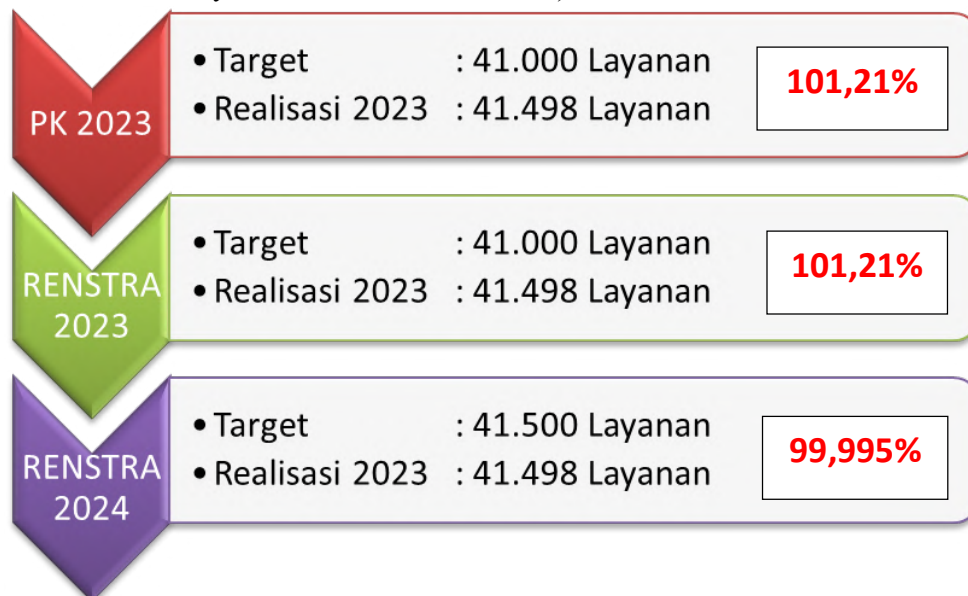 PK 2023
• Target : 41.000 Layanan
• Realisasi 2023 : 41.498 Layanan
101,21%
RENSTRA
2023
• Target : 41.000 Layanan
• Realisasi 2023 : 41.498 Layanan
101,21%
RENSTRA
2024
• Target : 41.500 Layanan
• Realisasi 2023 : 41.498 Layanan
99,995%